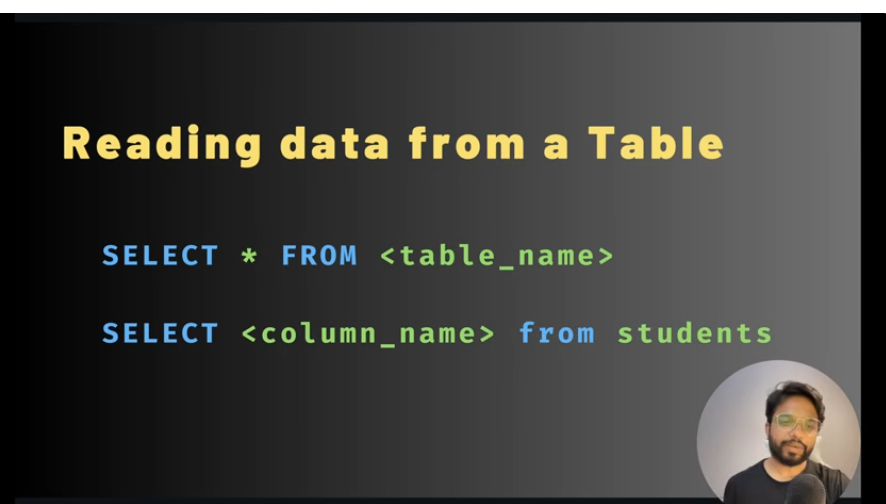 Reading data from a Table
SELECT * FROM <table_name>
SELECT <column_name> from students